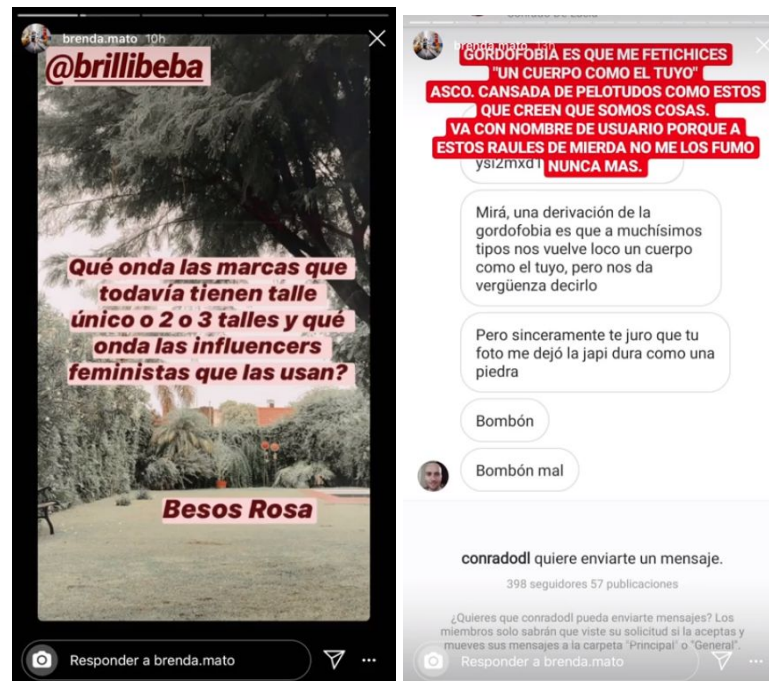 brenda.mato 10h
@brillibeba
Qué onda las marcas que
todavía tienen talle
único o 2 o 3 talles y qué
onda las influencers
feministas que las usan?
Besos Rosa
Responder a brenda.mato
brenda.mato 13h
GORDOFOBIA ES QUE ME FETICHICES
"UN CUERPO COMO EL TUYO"
ASCO. CANSADA DE PELOTUDOS COMO ESTOS
QUE CREEN QUE SOMOS COSAS.
VA CON NOMBRE DE USUARIO PORQUE A
ESTOS RAULES DE MIERDA NO ME LOS FUMO
NUNCA MAS.
Mirá, una derivación de la
gordofobia es que a muchísimos
tipos nos vuelve loco un cuerpo
como el tuyo, pero nos da
vergüenza decirlo
Pero sinceramente te juro que tu
foto me dejó la japi dura como una
piedra
Bombón
Bombón mal
conradodl quiere enviarte un mensaje.
398 seguidores 57 publicaciones
¿Quieres que conradodl pueda enviarte mensajes? Los
miembros solo sabrán que viste su solicitud si la aceptas y
mueves sus mensajes a la carpeta "Principal" o "General".
Responder a brenda.mato